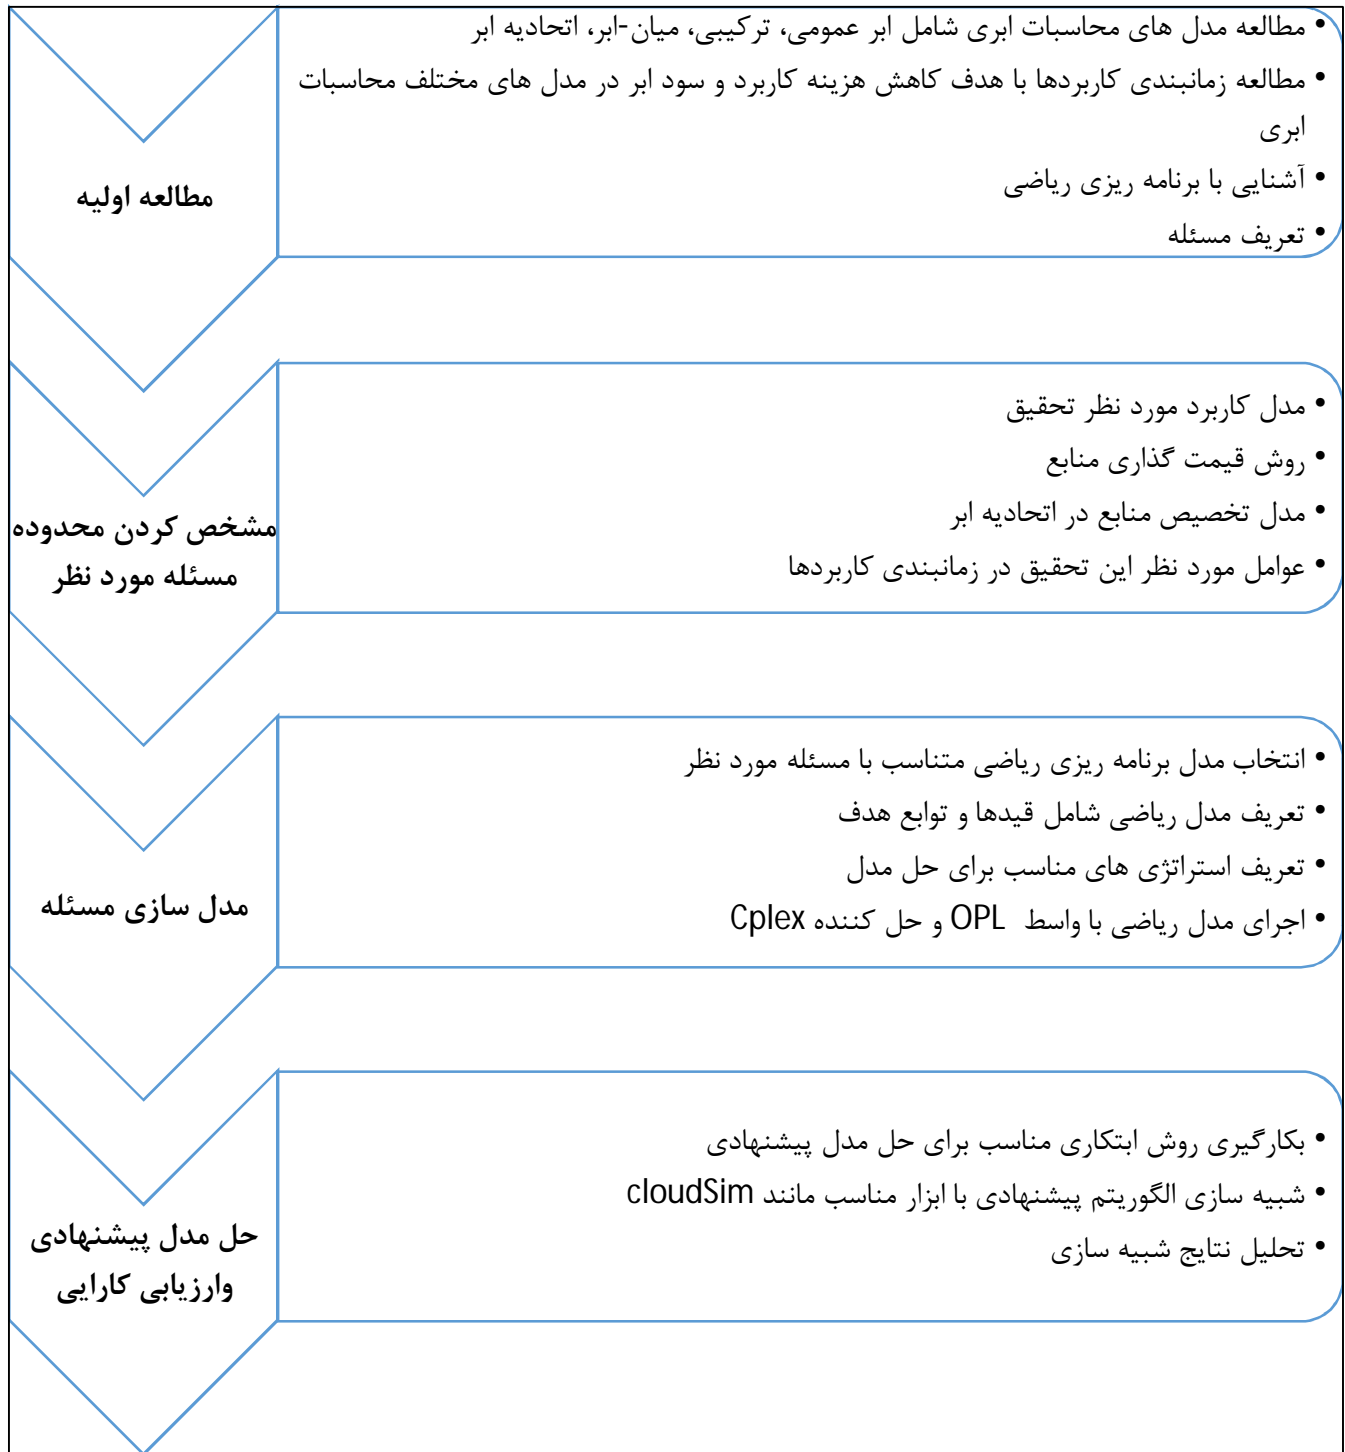 • مطالعه مدل های محاسبات ابری شامل ابر عمومی، ترکیبی، میان-ابر، اتحادیه ابر
• مطالعه زمانبندی کاربردها با هدف کاهش هزینه کاربرد و سود ابر در مدل های مختلف محاسبات
ابری
• آشنایی با برنامه ریزی ریاضی
• تعریف مسئله
مطالعه اولیه
• مدل کاربرد مورد نظر تحقیق
• روش قیمت گذاری منابع
• مدل تخصیص منابع در اتحادیه ابر
• عوامل مورد نظر این تحقیق در زمانبندی کاربردها
مشخص کردن محدوده
مسئله مورد نظر
• انتخاب مدل برنامه ریزی ریاضی متناسب با مسئله مورد نظر
• تعریف مدل ریاضی شامل قیدها و توابع هدف
• تعریف استراتژی های مناسب برای حل مدل
• اجرای مدل ریاضی با واسط OPL و حل کننده Cplex
مدل سازی مسئله
• بکارگیری روش ابتکاری مناسب برای حل مدل پیشنهادی
• شبیه سازی الگوریتم پیشنهادی با ابزار مناسب مانند cloudSim
• تحلیل نتایج شبیه سازی
حل مدل پیشنهادی
وارزیابی کارایی